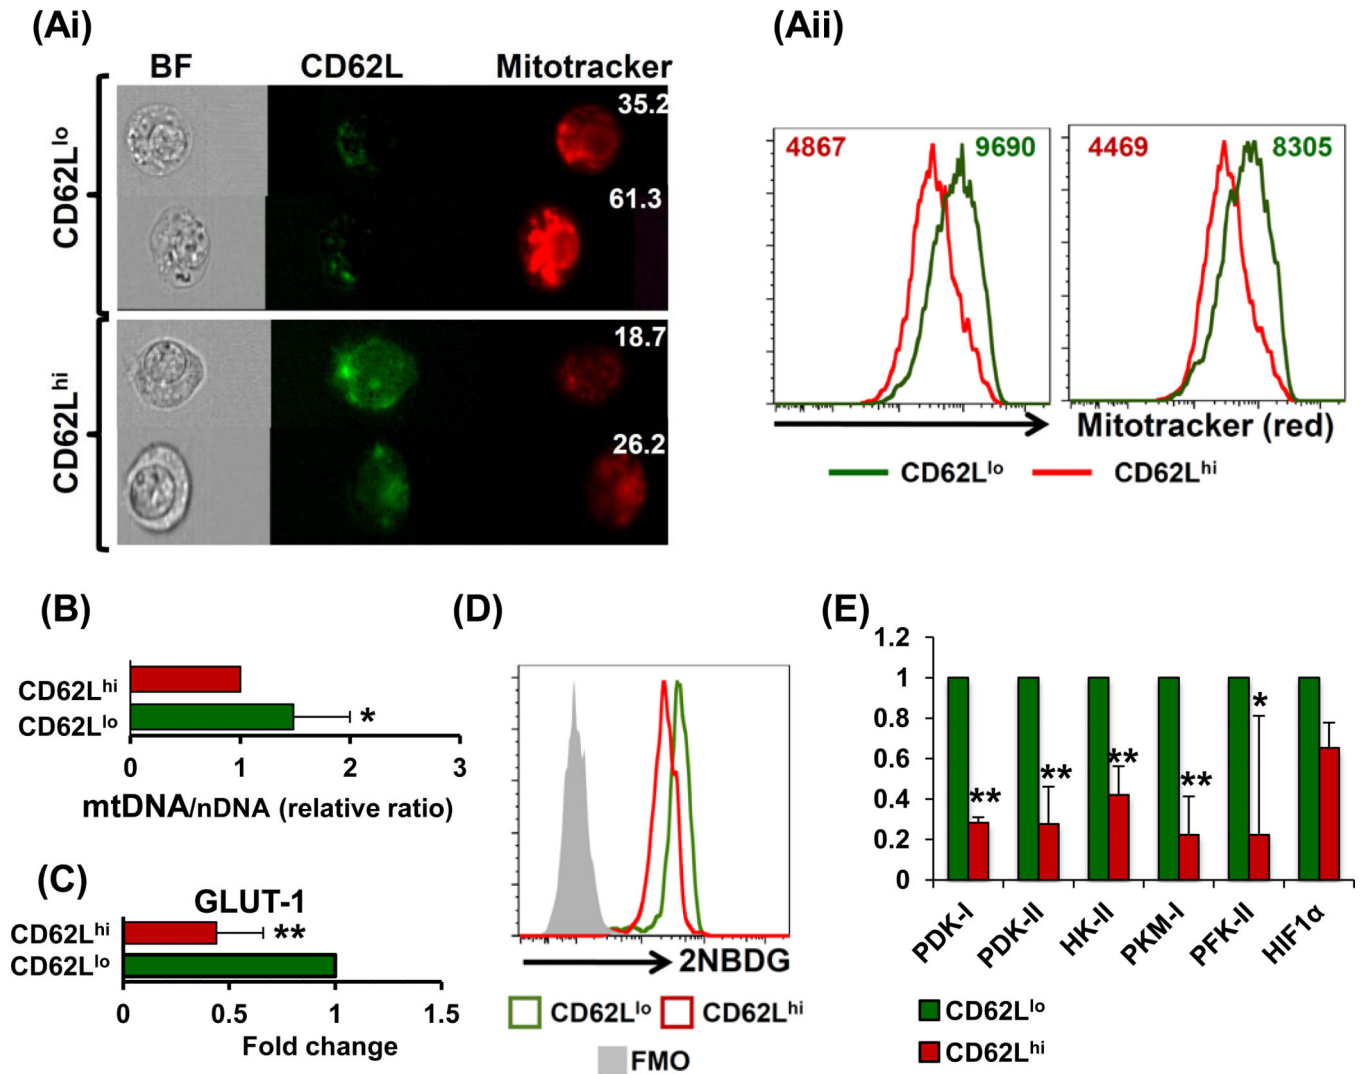 (Ai)
BF CD62L Mitotracker
CD62Llo
35.2
61.3
CD62Lhi
18.7
26.2
(Aii)
4867 9690
4469 8305
Mitotracker (red)
CD62Llo CD62Lhi
(B)
CD62Lhi
CD62Llo
*
0 1 2 3
mtDNA/nDNA (relative ratio)
(C)
GLUT-1
CD62Lhi
**
CD62Llo
0 0.5 1 1.5
Fold change
(D)
2NBDG
CD62Llo CD62Lhi
FMO
(E)
1.2
1
0.8
0.6
0.4
0.2
0
** ** ** ** *
PDK-I PDK-II HK-II PKM-I PFK-II HIF1α
CD62Llo
CD62Lhi